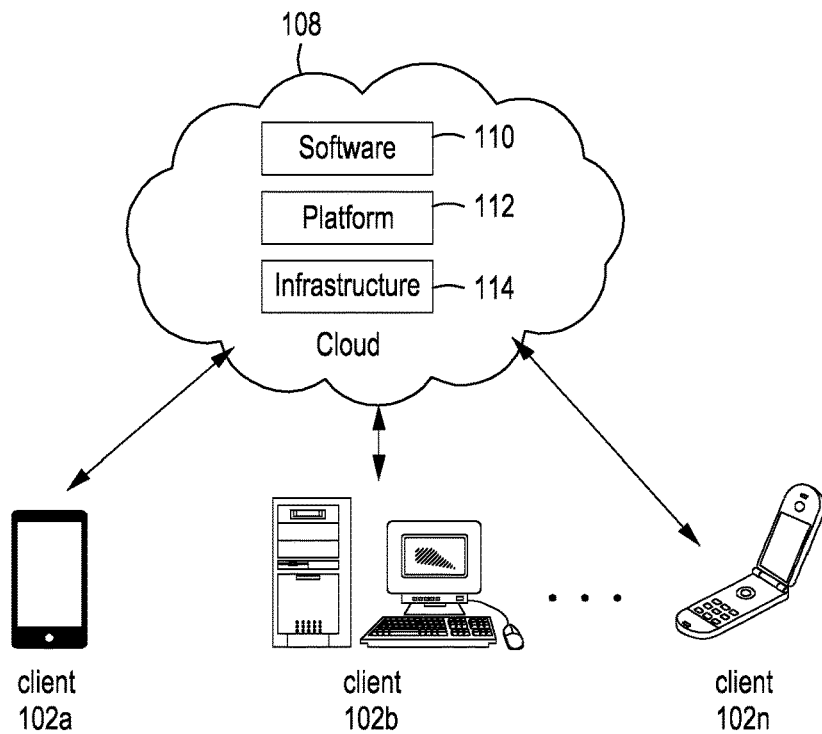 108
Software 110
Platform 112
Infrastructure 114
Cloud
client client client
102a 102b 102n